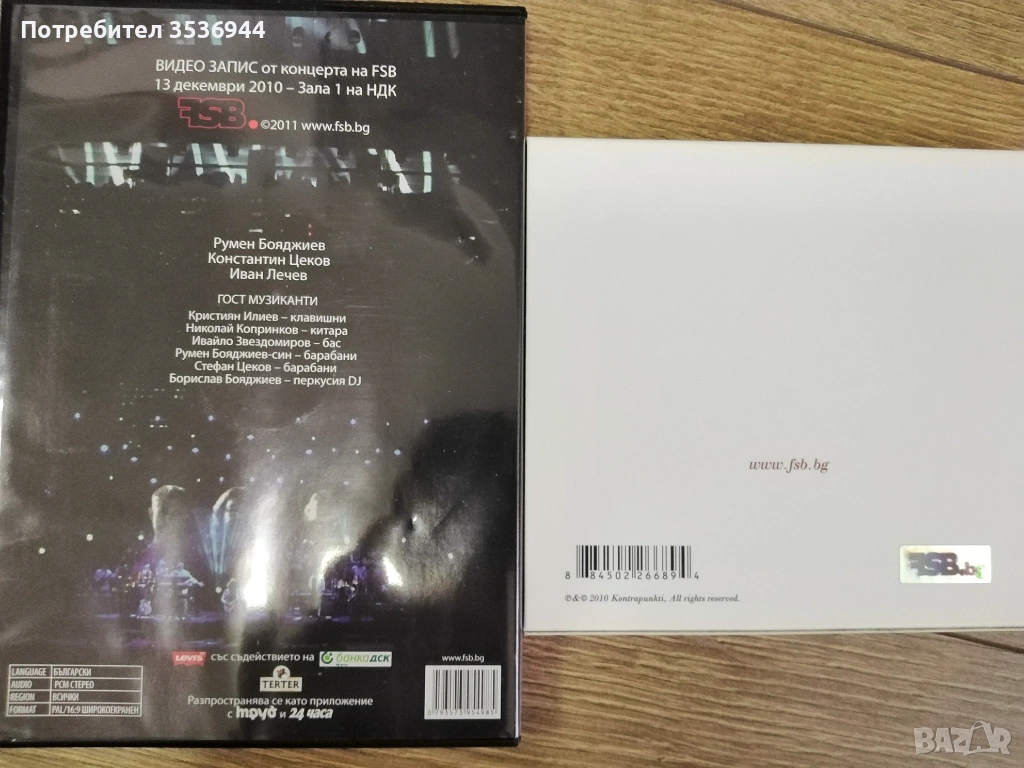 Потребител 3536944
ВИДЕО ЗАПИС от концерта на FSB
13 декември 2010 – Зала 1 на НДК
FSB ©2011 www.fsb.bg
Румен Бояджиев
Константин Цеков
Иван Лечев
ГОСТ МУЗИКАНТИ
Кристиян Илиев – клавишни
Николай Копринков – китара
Ивайло Звездомиров – бас
Румен Бояджиев-син – барабани
Стефан Цеков – барабани
Борислав Бояджиев – перкусия DJ
LEVI'S със съдействието на банка дск
TERTER
Разпространява се като приложение
с труд и 24 часа
LANGUAGE БЪЛГАРСКИ
AUDIO PCM СТЕРЕО
REGION ВСИЧКИ
FORMAT PAL/16:9 ШИРОКОЕКРАНЕН
www.fsb.bg
www.fsb.bg
8 84502 26689 4
℗&© 2010 Kontrapunkti, All rights reserved.
FSB.bg
BAZAR